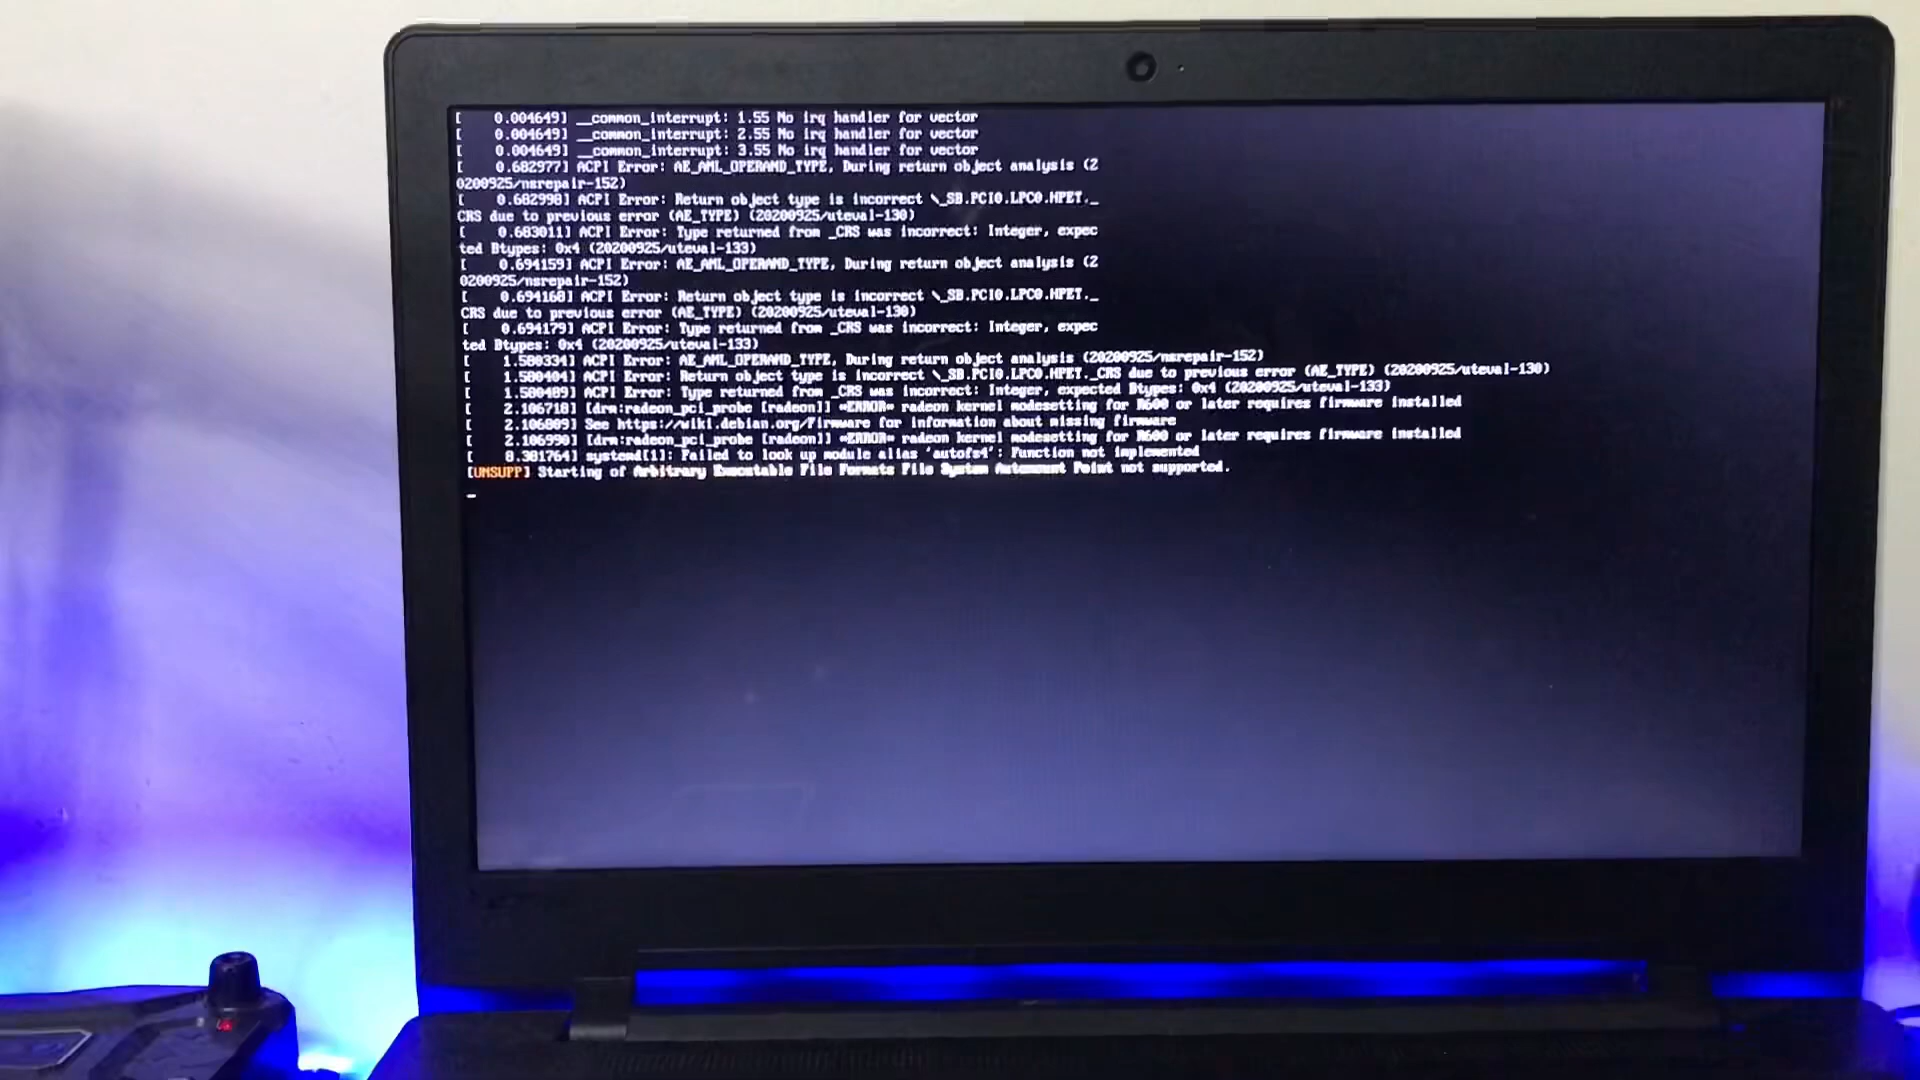 [    0.004649] __common_interrupt: 1.55 No irq handler for vector
[    0.004649] __common_interrupt: 2.55 No irq handler for vector
[    0.004649] __common_interrupt: 3.55 No irq handler for vector
[    0.682977] ACPI Error: AE_AML_OPERAND_TYPE, During return object analysis (2
0200925/nsrepair-152)
[    0.682998] ACPI Error: Return object type is incorrect \_SB.PCI0.LPC0.HPET._
CRS due to previous error (AE_TYPE) (20200925/uteval-130)
[    0.683011] ACPI Error: Type returned from _CRS was incorrect: Integer, expec
ted Btypes: 0x4 (20200925/uteval-133)
[    0.694159] ACPI Error: AE_AML_OPERAND_TYPE, During return object analysis (2
0200925/nsrepair-152)
[    0.694168] ACPI Error: Return object type is incorrect \_SB.PCI0.LPC0.HPET._
CRS due to previous error (AE_TYPE) (20200925/uteval-130)
[    0.694179] ACPI Error: Type returned from _CRS was incorrect: Integer, expec
ted Btypes: 0x4 (20200925/uteval-133)
[    1.580334] ACPI Error: AE_AML_OPERAND_TYPE, During return object analysis (20200925/nsrepair-152)
[    1.580404] ACPI Error: Return object type is incorrect \_SB.PCI0.LPC0.HPET._CRS due to previous error (AE_TYPE) (20200925/uteval-130)
[    1.580489] ACPI Error: Type returned from _CRS was incorrect: Integer, expected Btypes: 0x4 (20200925/uteval-133)
[    2.106718] [drm:radeon_pci_probe [radeon]] *ERROR* radeon kernel modesetting for R600 or later requires firmware installed
[    2.106809] See https://wiki.debian.org/Firmware for information about missing firmware
[    2.106990] [drm:radeon_pci_probe [radeon]] *ERROR* radeon kernel modesetting for R600 or later requires firmware installed
[    8.301764] systemd[1]: Failed to look up module alias 'autofs4': Function not implemented
[UNSUPP] Starting of Arbitrary Executable File Formats File System Automount Point not supported.